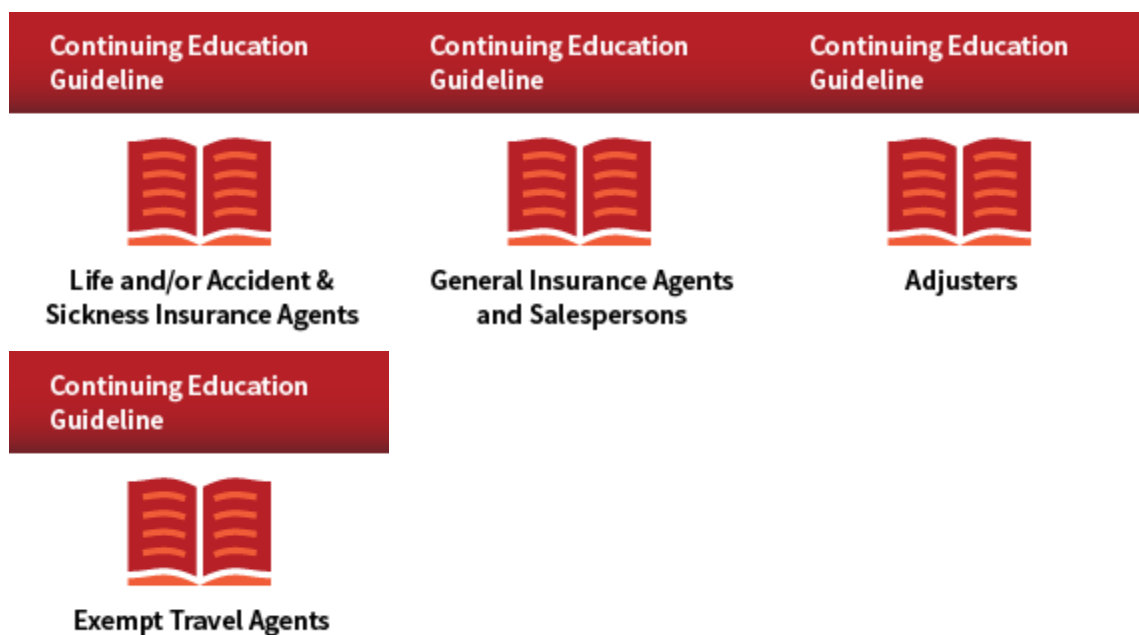 Continuing Education
Guideline
Life and/or Accident &
Sickness Insurance Agents
Continuing Education
Guideline
General Insurance Agents
and Salespersons
Continuing Education
Guideline
Adjusters
Continuing Education
Guideline
Exempt Travel Agents